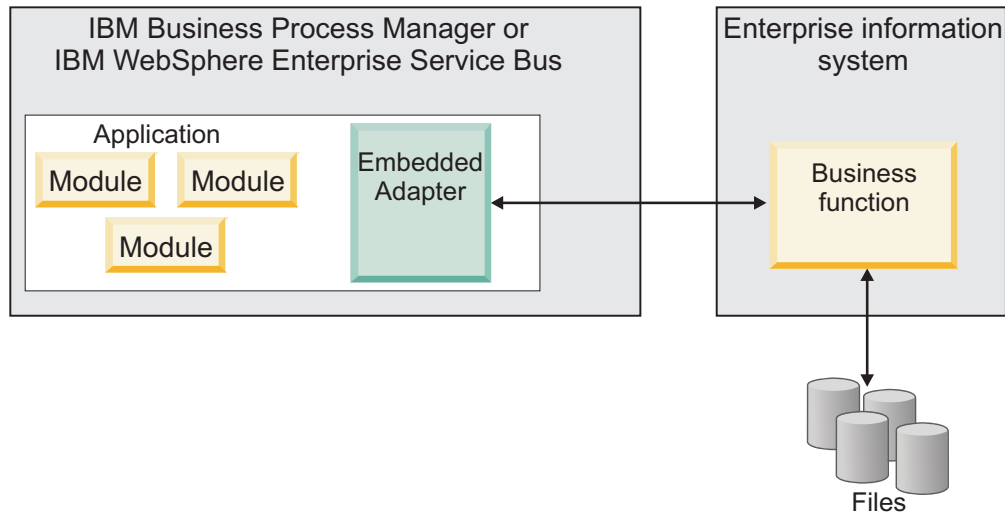 IBM Business Process Manager or
IBM WebSphere Enterprise Service Bus
Application
Module
Module
Module
Embedded
Adapter
Enterprise information
system
Business
function
Files